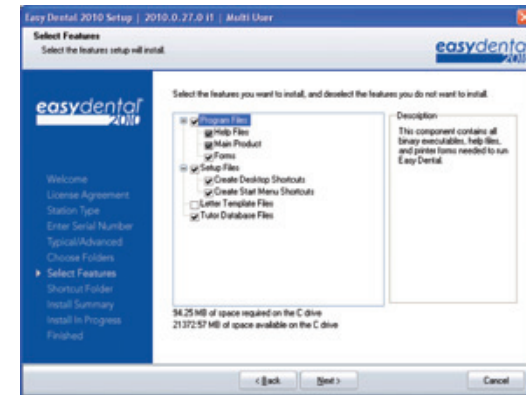 Easy Dental 2010 Setup | 2010.0.27.0 i1 | Multi User
Select Features
Select the features setup will install.
easydental
2010
easydental
2010
Welcome
License Agreement
Station Type
Enter Serial Number
Typical/Advanced
Choose Folders
Select Features
Shortcut Folder
Install Summary
Install In Progress
Finished
Select the features you want to install, and deselect the features you do not want to install.
Program Files
Help Files
Main Product
Forms
Setup Files
Create Desktop Shortcuts
Create Start Menu Shortcuts
Letter Template Files
Tutor Database Files
Description
This component contains all
binary executables, help files,
and printer forms needed to run
Easy Dental.
94.25 MB of space required on the C drive
21372.57 MB of space available on the C drive
< Back
Next >
Cancel